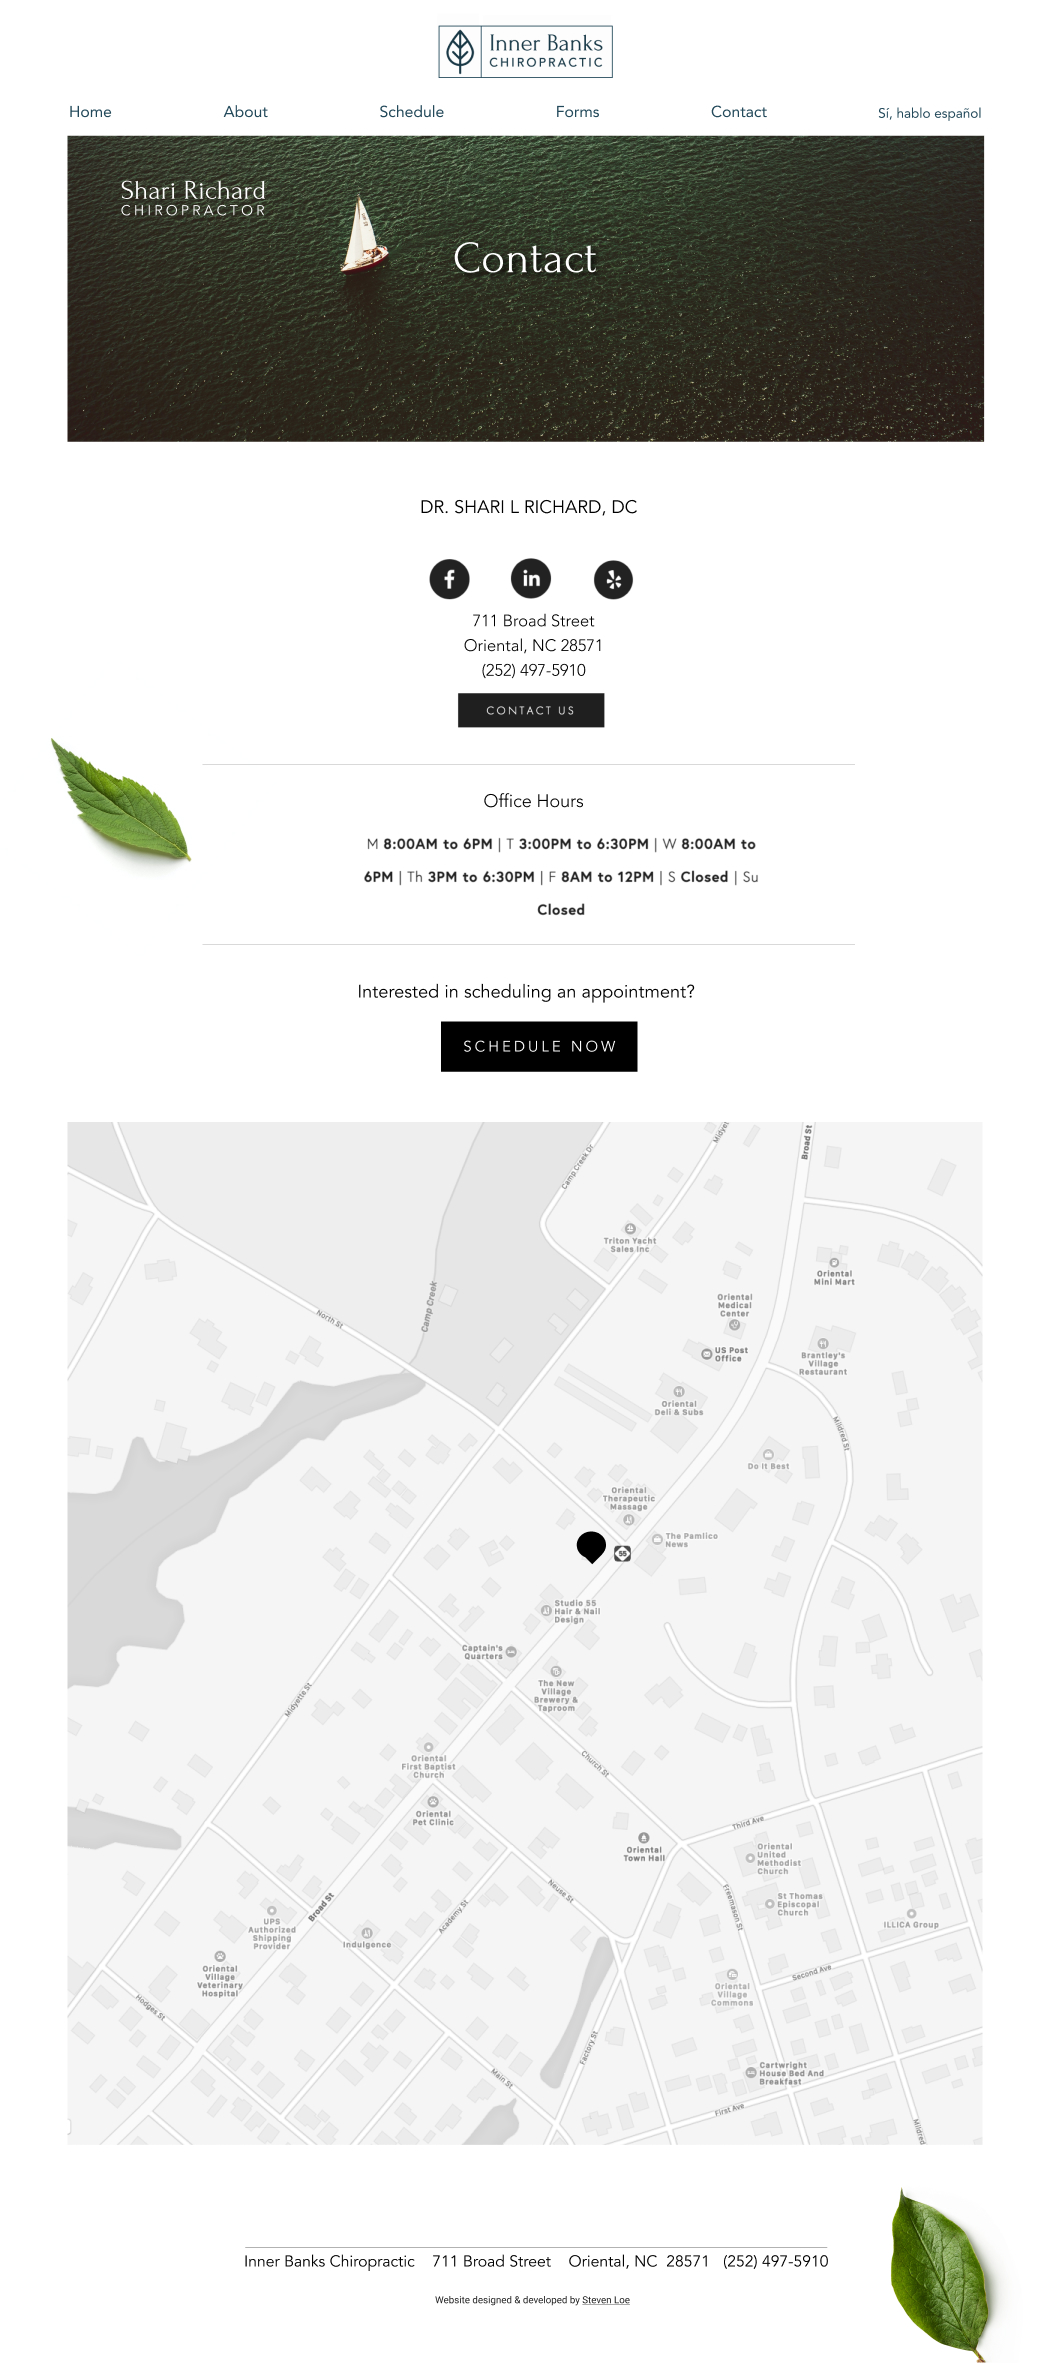 Inner Banks
CHIROPRACTIC
Home About Schedule Forms Contact Sí, hablo español
Shari Richard
CHIROPRACTOR
Contact
DR. SHARI L RICHARD, DC
f in
711 Broad Street
Oriental, NC 28571
(252) 497-5910
CONTACT US
Office Hours
M 8:00AM to 6PM | T 3:00PM to 6:30PM | W 8:00AM to
6PM | Th 3PM to 6:30PM | F 8AM to 12PM | S Closed | Su
Closed
Interested in scheduling an appointment?
SCHEDULE NOW
Broad St
Camp Creek Dr
Triton Yacht
Sales Inc
Oriental
Mini Mart
Camp Creek
North St
Oriental
Medical
Center
US Post
Office
Brantley's
Village
Restaurant
Oriental
Deli & Subs
Mildred St
Do It Best
Oriental
Therapeutic
Massage
The Pamlico
News
55
Studio 55
Hair & Nail
Design
Captain's
Quarters
The New
Village
Brewery &
Taproom
Midyette St
Oriental
First Baptist
Church
Church St
Oriental
Pet Clinic
Third Ave
Oriental
Town Hall
Oriental
United
Methodist
Church
Neuse St
Freemason St
St Thomas
Episcopal
Church
Broad St
Academy St
UPS
Authorized
Shipping
Provider
Indulgence
ILLICA Group
Oriental
Village
Veterinary
Hospital
Second Ave
Oriental
Village
Commons
Hodges St
Factory St
Main St
Cartwright
House Bed And
Breakfast
First Ave
Mildred
Inner Banks Chiropractic 711 Broad Street Oriental, NC 28571 (252) 497-5910
Website designed & developed by Steven Loe